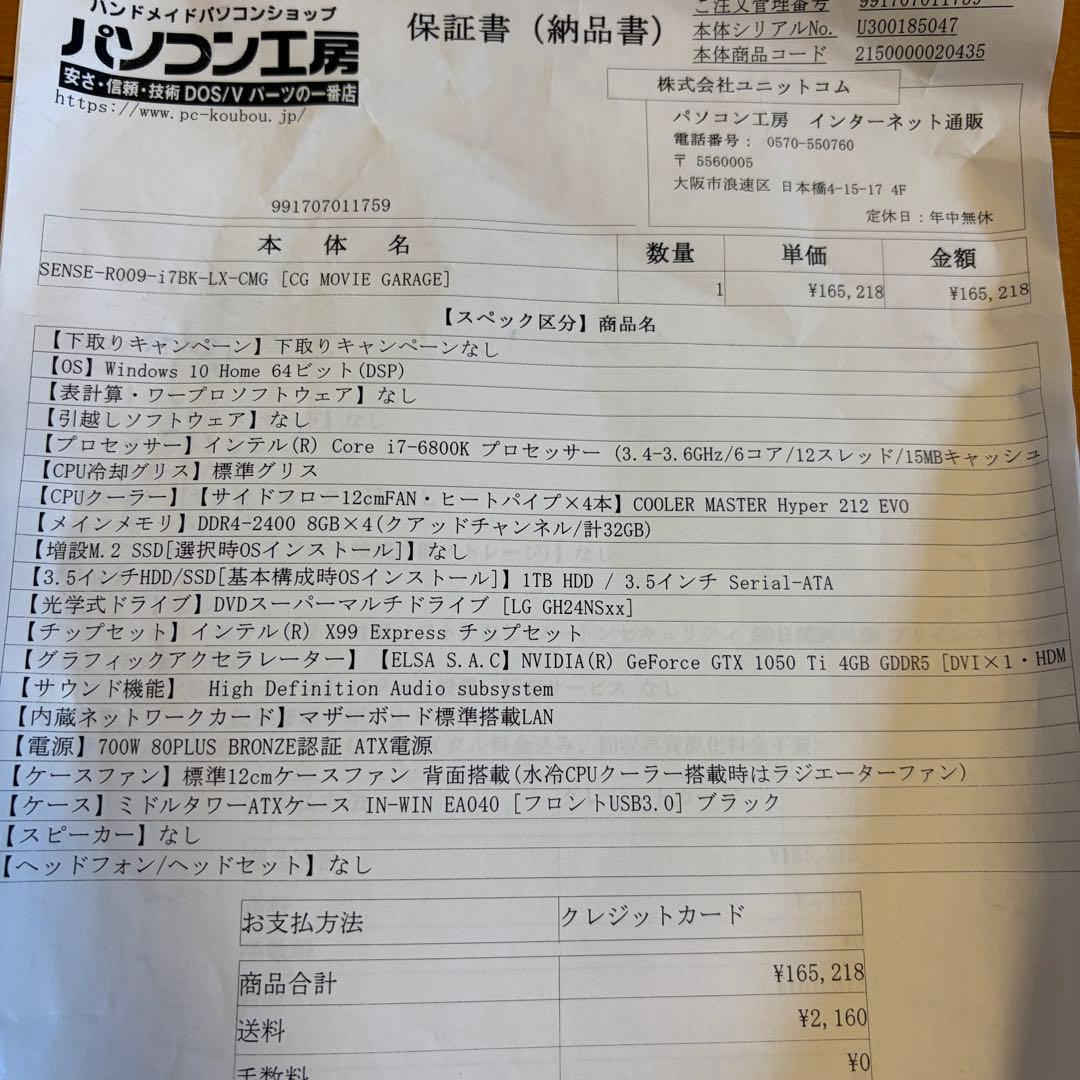 ハンドメイドパソコンショップ
パソコン工房
安さ・信頼・技術 DOS/V パーツの一番店
https://www.pc-koubou.jp/
保証書（納品書）
ご注文管理番号 991707011759
本体シリアルNo. U300185047
本体商品コード 2150000020435
株式会社ユニットコム
パソコン工房 インターネット通販
電話番号： 0570-550760
〒 5560005
大阪市浪速区 日本橋4-15-17 4F
定休日：年中無休
991707011759
本体名 数量 単価 金額
SENSE-R009-i7BK-LX-CMG [CG MOVIE GARAGE] 1 ¥165,218 ¥165,218
【スペック区分】商品名
【下取りキャンペーン】下取りキャンペーンなし
【OS】Windows 10 Home 64ビット(DSP)
【表計算・ワープロソフトウェア】なし
【引越しソフトウェア】なし
【プロセッサー】インテル(R) Core i7-6800K プロセッサー (3.4-3.6GHz/6コア/12スレッド/15MBキャッシュ
【CPU冷却グリス】標準グリス
【CPUクーラー】【サイドフロー12cmFAN・ヒートパイプ×4本】COOLER MASTER Hyper 212 EVO
【メインメモリ】DDR4-2400 8GB×4(クアッドチャンネル/計32GB)
【増設M.2 SSD[選択時OSインストール]】なし
【3.5インチHDD/SSD[基本構成時OSインストール]】1TB HDD / 3.5インチ Serial-ATA
【光学式ドライブ】DVDスーパーマルチドライブ [LG GH24NSxx]
【チップセット】インテル(R) X99 Express チップセット
【グラフィックアクセラレーター】【ELSA S.A.C】NVIDIA(R) GeForce GTX 1050 Ti 4GB GDDR5 [DVI×1・HDM
【サウンド機能】 High Definition Audio subsystem
【内蔵ネットワークカード】マザーボード標準搭載LAN
【電源】700W 80PLUS BRONZE認証 ATX電源
【ケースファン】標準12cmケースファン 背面搭載(水冷CPUクーラー搭載時はラジエーターファン)
【ケース】ミドルタワーATXケース IN-WIN EA040 [フロントUSB3.0] ブラック
【スピーカー】なし
【ヘッドフォン/ヘッドセット】なし
お支払方法 クレジットカード
商品合計 ¥165,218
送料 ¥2,160
手数料 ¥0